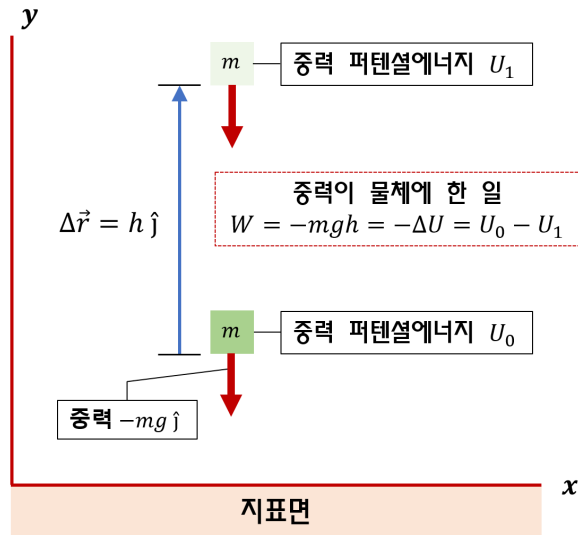 y
m
중력 퍼텐셜에너지 U₁
중력이 물체에 한 일
Δr⃗ = h ĵ
W = −mgh = −ΔU = U₀ − U₁
m
중력 퍼텐셜에너지 U₀
중력 −mg ĵ
x
지표면